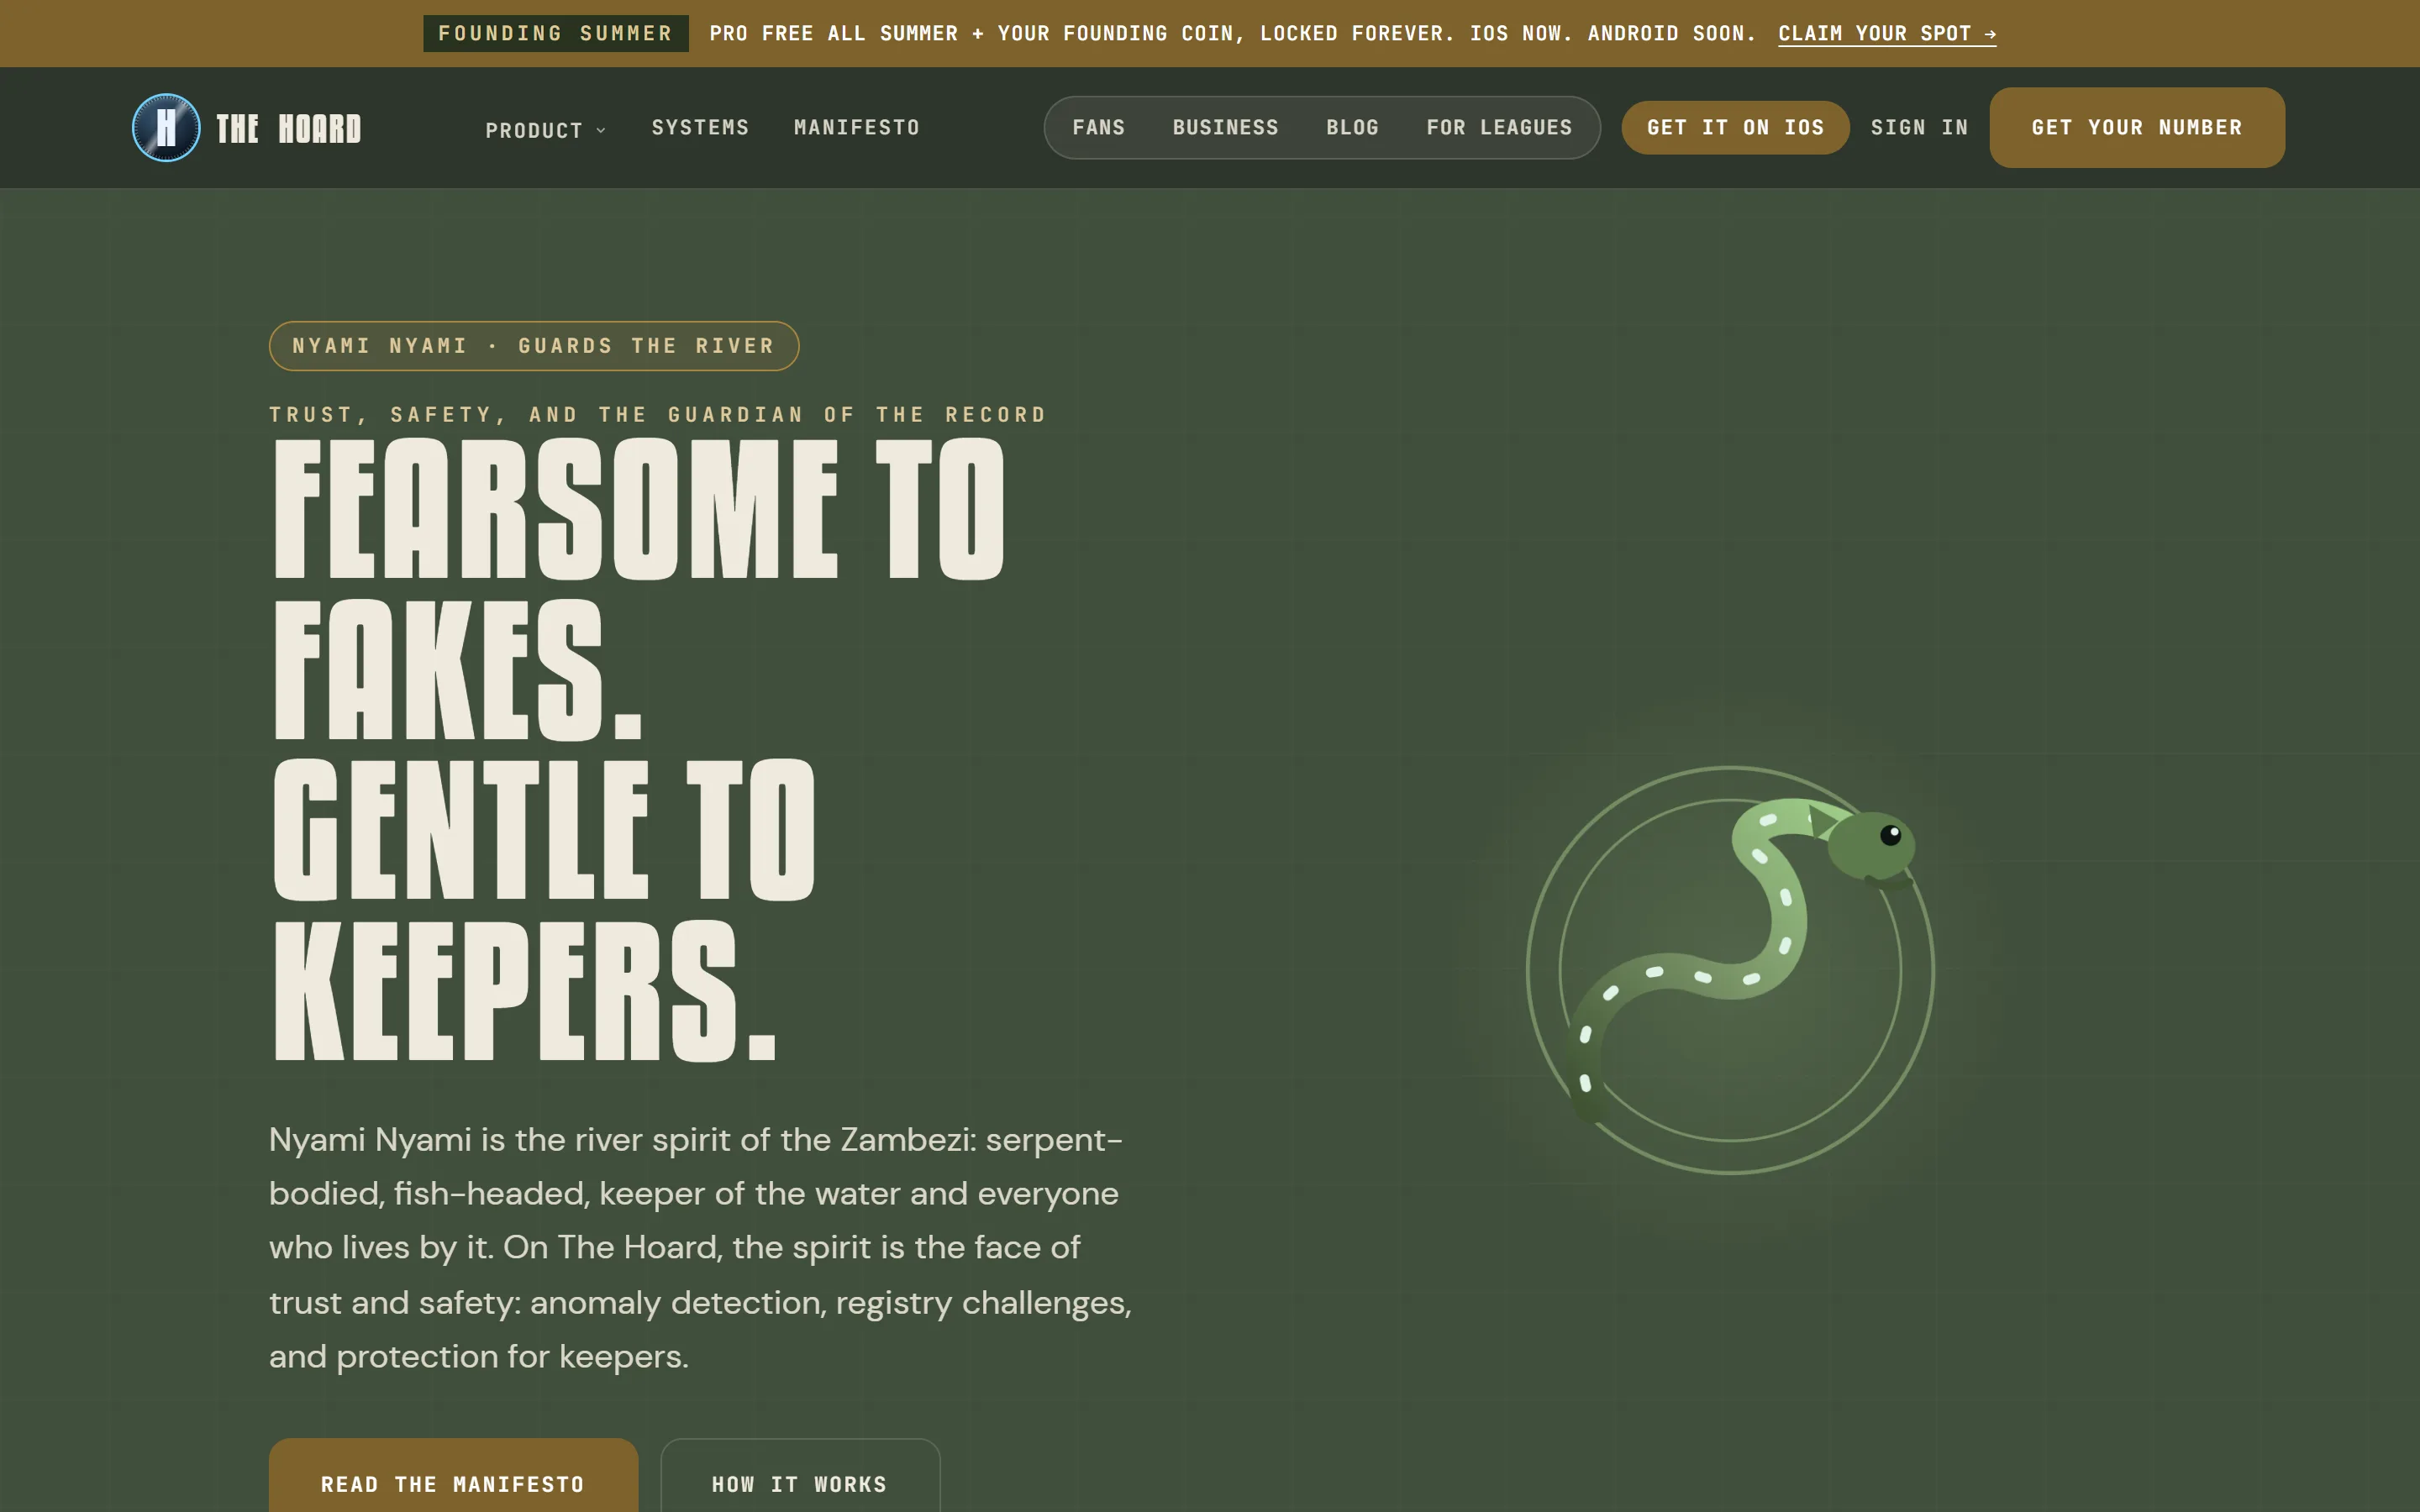 FOUNDING SUMMER PRO FREE ALL SUMMER + YOUR FOUNDING COIN, LOCKED FOREVER. IOS NOW. ANDROID SOON. CLAIM YOUR SPOT →
H THE HOARD PRODUCT SYSTEMS MANIFESTO FANS BUSINESS BLOG FOR LEAGUES GET IT ON IOS SIGN IN GET YOUR NUMBER
NYAMI NYAMI · GUARDS THE RIVER
TRUST, SAFETY, AND THE GUARDIAN OF THE RECORD
FEARSOME TO
FAKES.
GENTLE TO
KEEPERS.
Nyami Nyami is the river spirit of the Zambezi: serpent-
bodied, fish-headed, keeper of the water and everyone
who lives by it. On The Hoard, the spirit is the face of
trust and safety: anomaly detection, registry challenges,
and protection for keepers.
READ THE MANIFESTO HOW IT WORKS